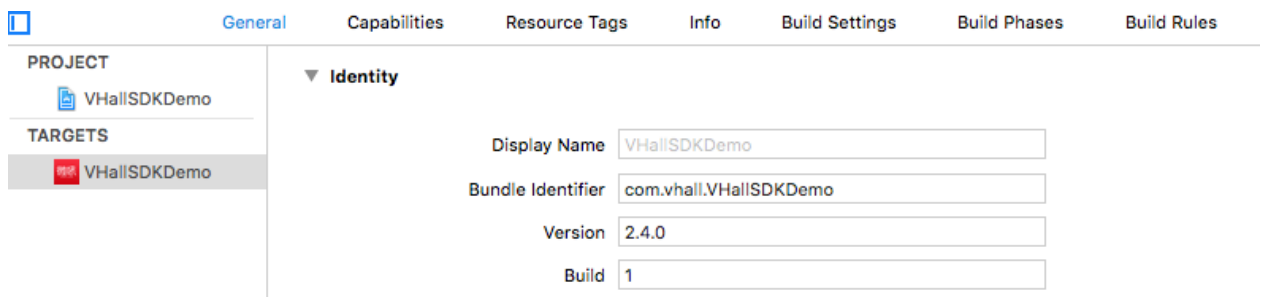 General Capabilities Resource Tags Info Build Settings Build Phases Build Rules
PROJECT
VHallSDKDemo
TARGETS
VHallSDKDemo
Identity
Display Name VHallSDKDemo
Bundle Identifier com.vhall.VHallSDKDemo
Version 2.4.0
Build 1